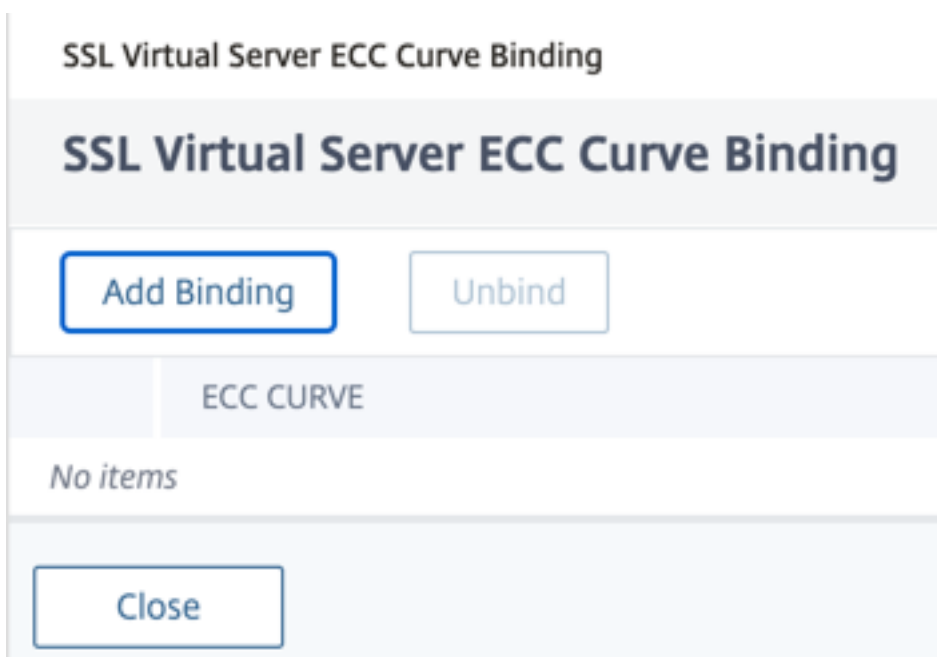 SSL Virtual Server ECC Curve Binding
SSL Virtual Server ECC Curve Binding
Add Binding Unbind
ECC CURVE
No items
Close